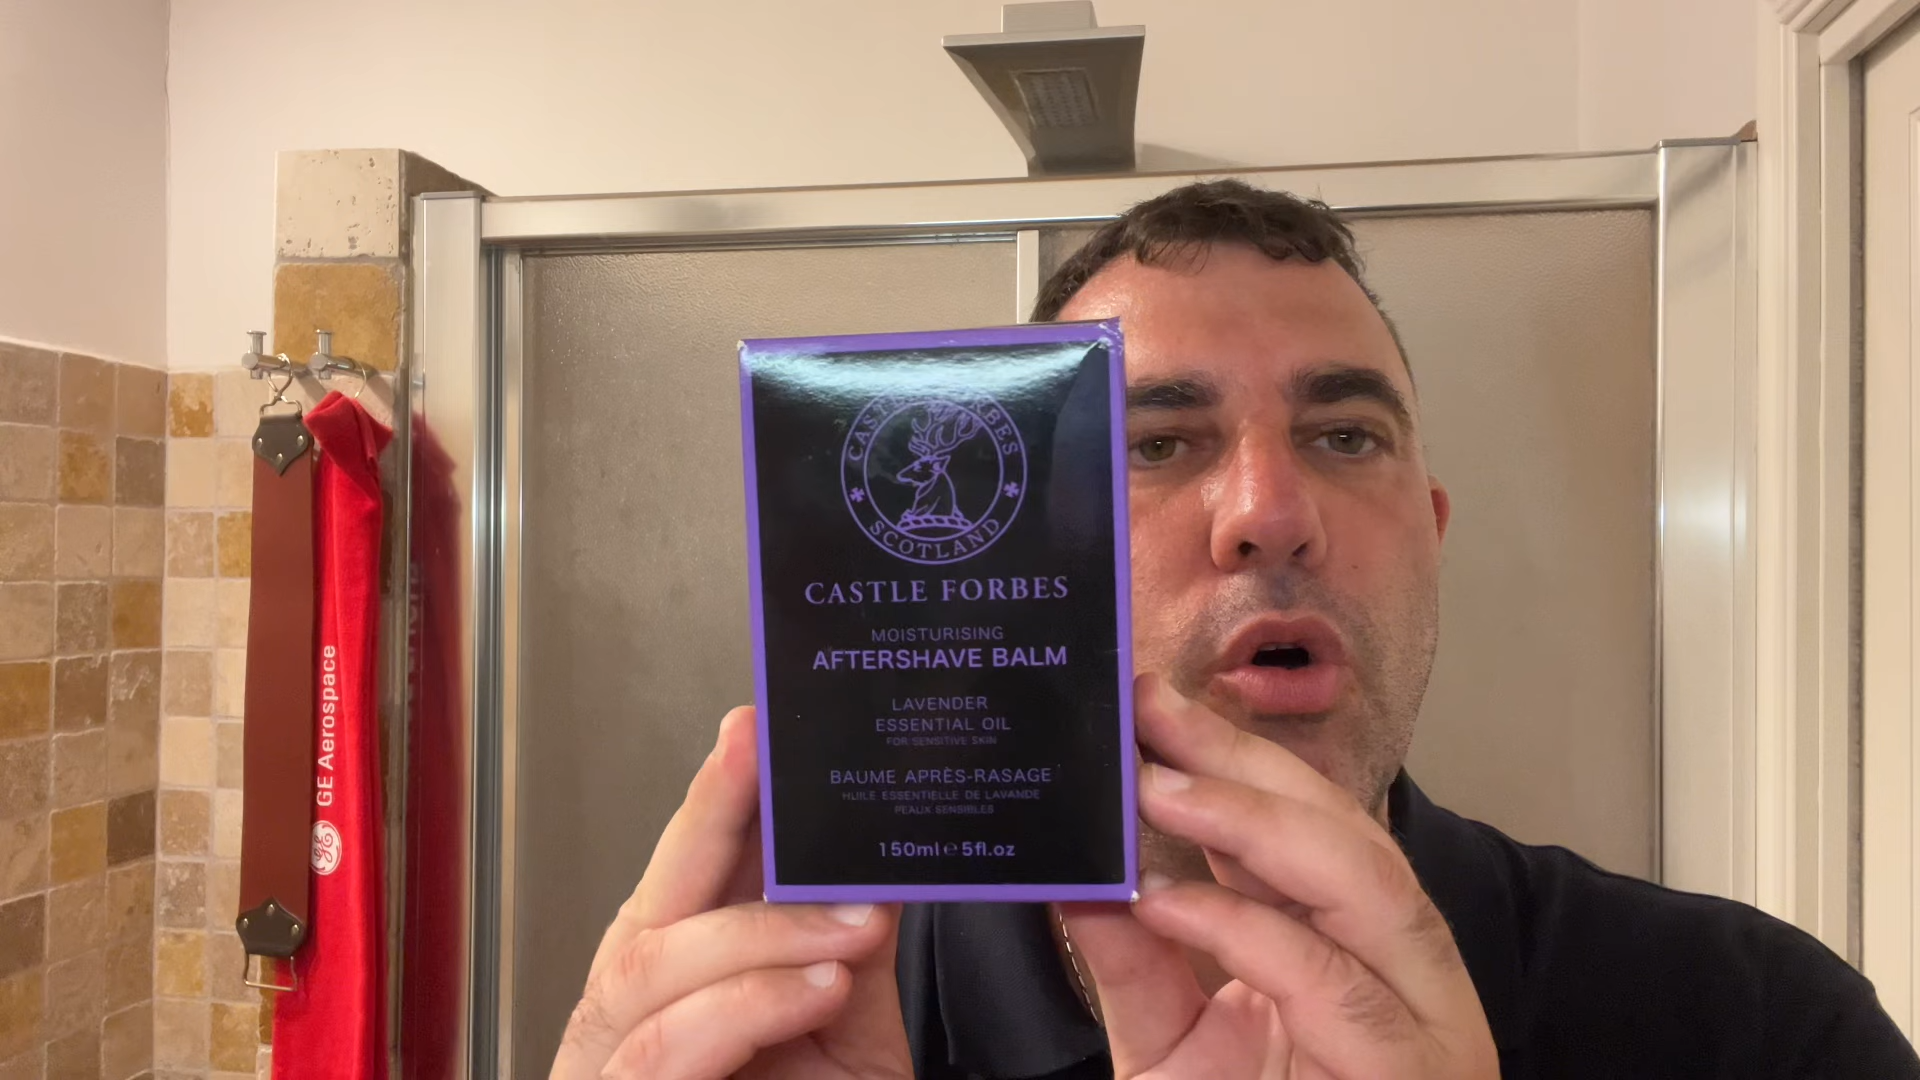 CASTLE FORBES
SCOTLAND
CASTLE FORBES
MOISTURISING
AFTERSHAVE BALM
LAVENDER
ESSENTIAL OIL
FOR SENSITIVE SKIN
BAUME APRÈS-RASAGE
HUILE ESSENTIELLE DE LAVANDE
PEAUX SENSIBLES
150ml e 5fl.oz
GE Aerospace